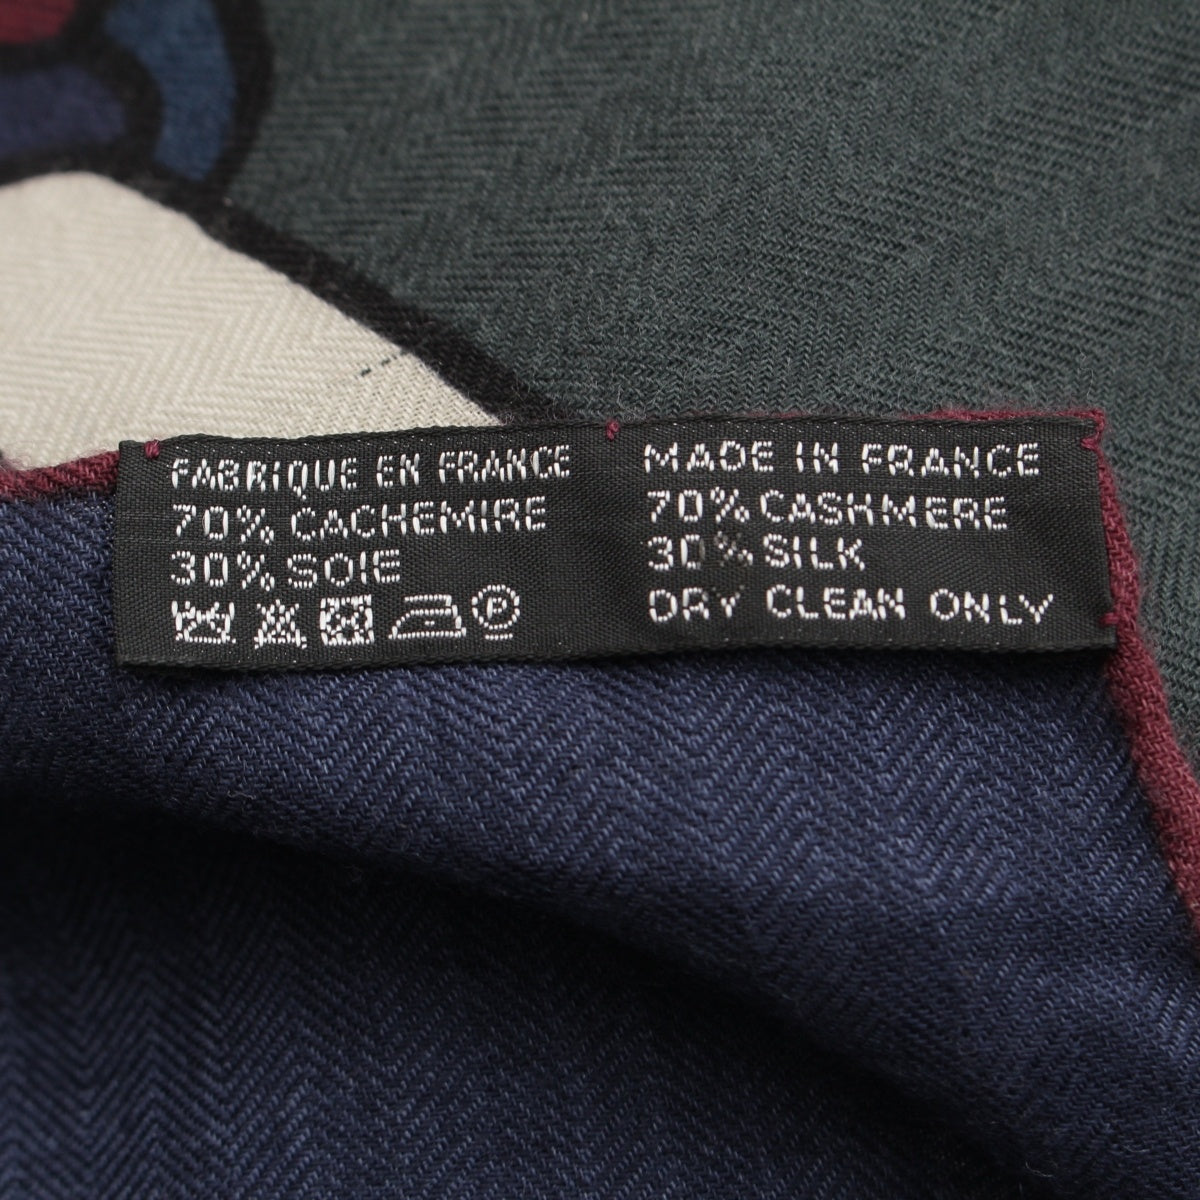 FABRIQUE EN FRANCE
70% CACHEMIRE
30% SOIE
P
MADE IN FRANCE
70% CASHMERE
30% SILK
DRY CLEAN ONLY